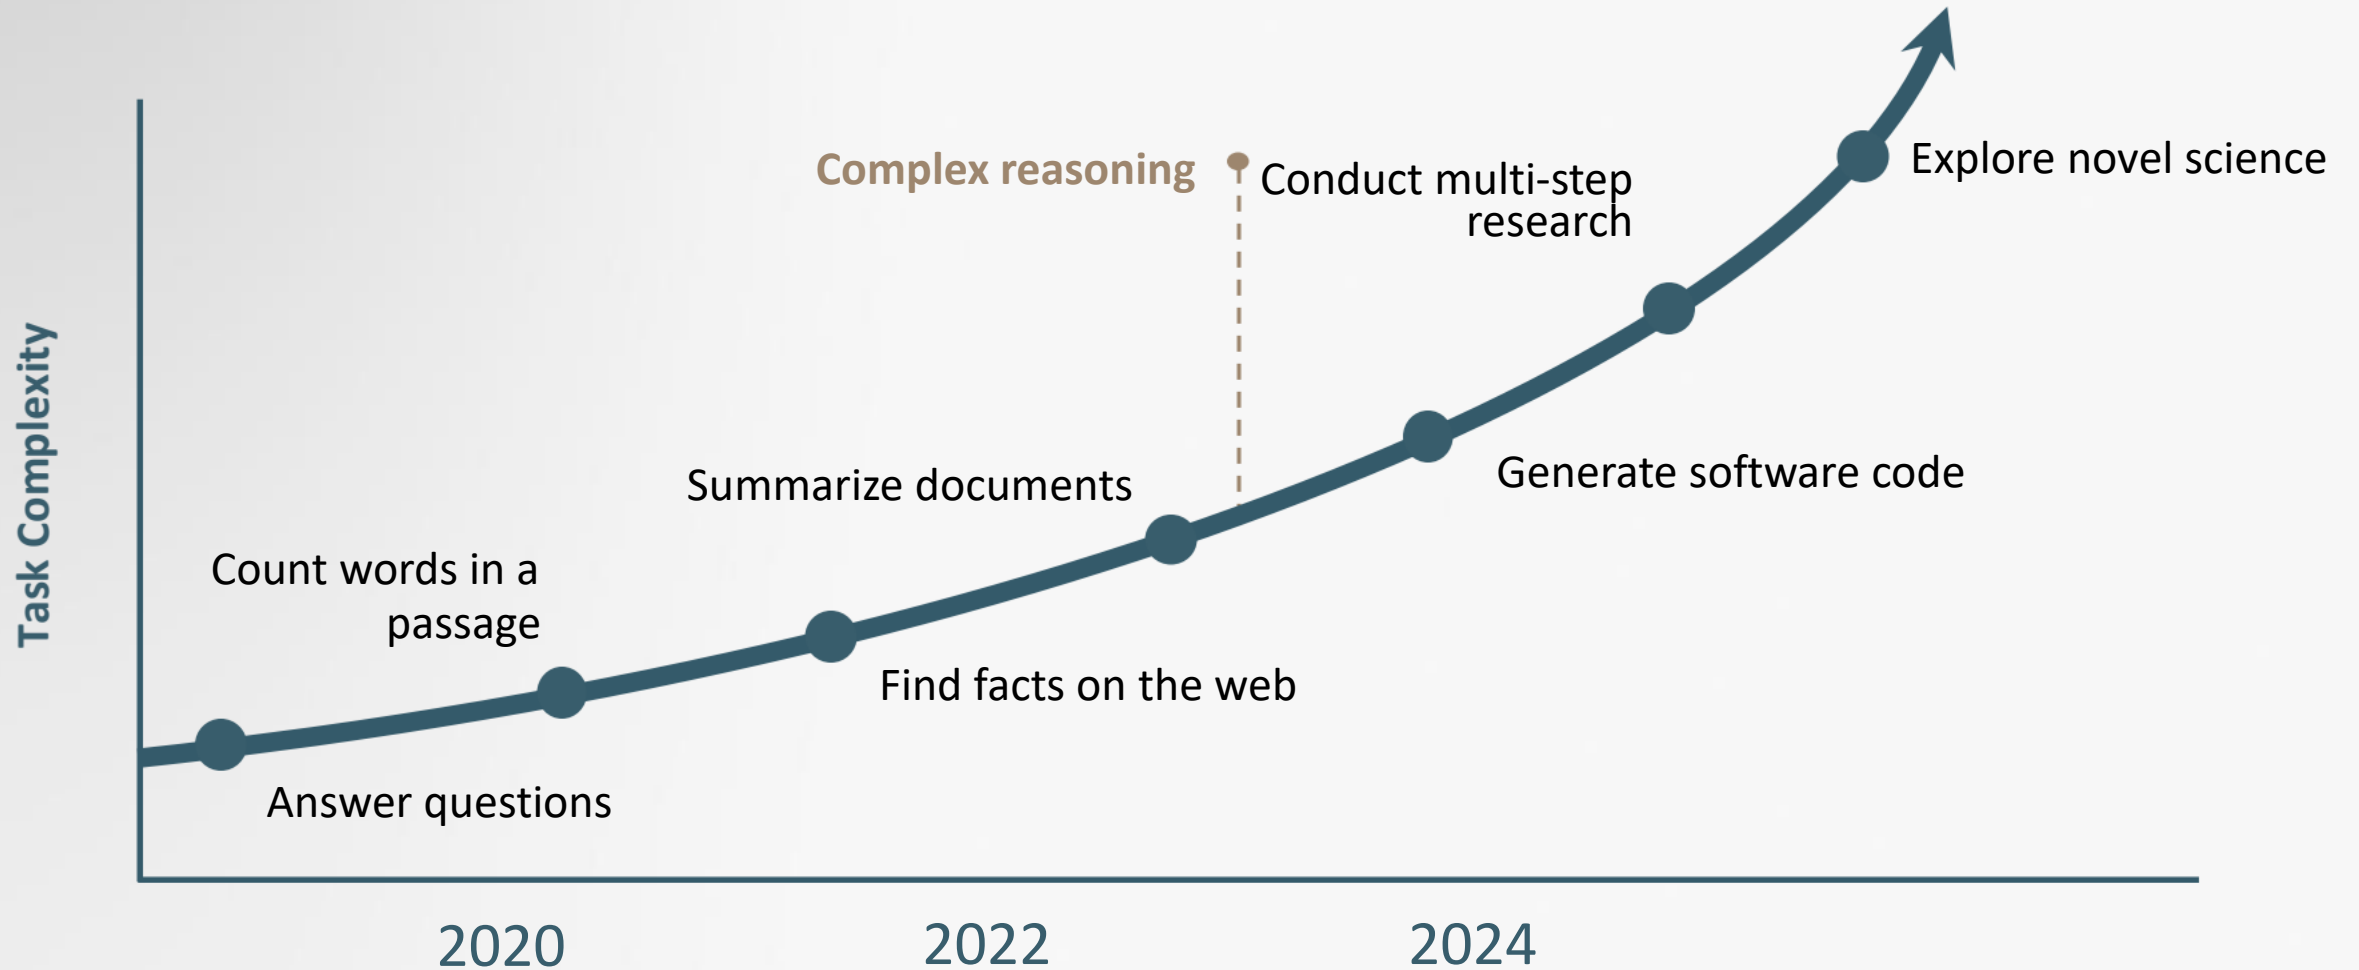 Task Complexity
Complex reasoning
Conduct multi-step
research
Explore novel science
Summarize documents
Generate software code
Count words in a
passage
Find facts on the web
Answer questions
2020
2022
2024